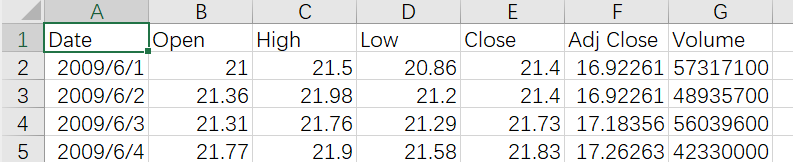 A B C D E F G
1 Date Open High Low Close Adj Close Volume
2 2009/6/1 21 21.5 20.86 21.4 16.92261 57317100
3 2009/6/2 21.36 21.98 21.2 21.4 16.92261 48935700
4 2009/6/3 21.31 21.76 21.29 21.73 17.18356 56039600
5 2009/6/4 21.77 21.9 21.58 21.83 17.26263 42330000